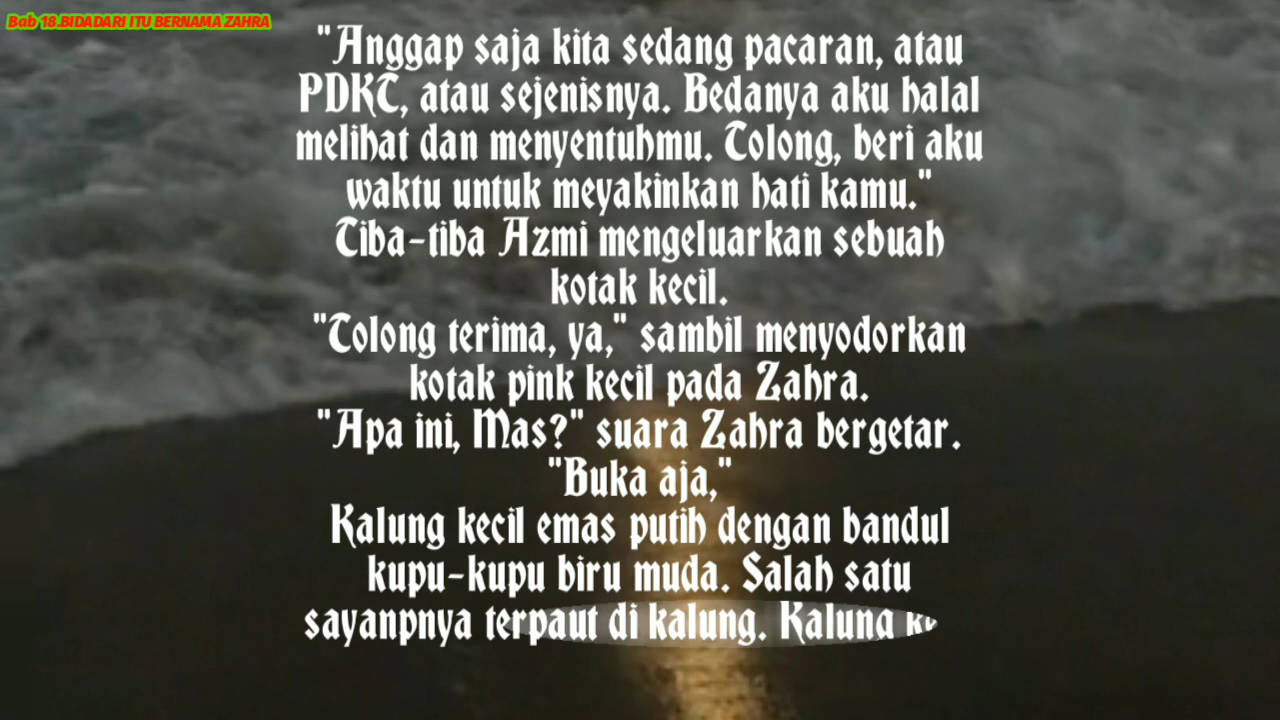 Bab 18.BIDADARI ITU BERNAMA ZAHRA
"Anggap saja kita sedang pacaran, atau
PDKT, atau sejenisnya. Bedanya aku halal
melihat dan menyentuhmu. Tolong, beri aku
waktu untuk meyakinkan hati kamu."
Tiba-tiba Azmi mengeluarkan sebuah
kotak kecil.
"Tolong terima, ya," sambil menyodorkan
kotak pink kecil pada Zahra.
"Apa ini, Mas?" suara Zahra bergetar.
"Buka aja,"
Kalung kecil emas putih dengan bandul
kupu-kupu biru muda. Salah satu
sayanpnya terpaut di kalung. Kalung